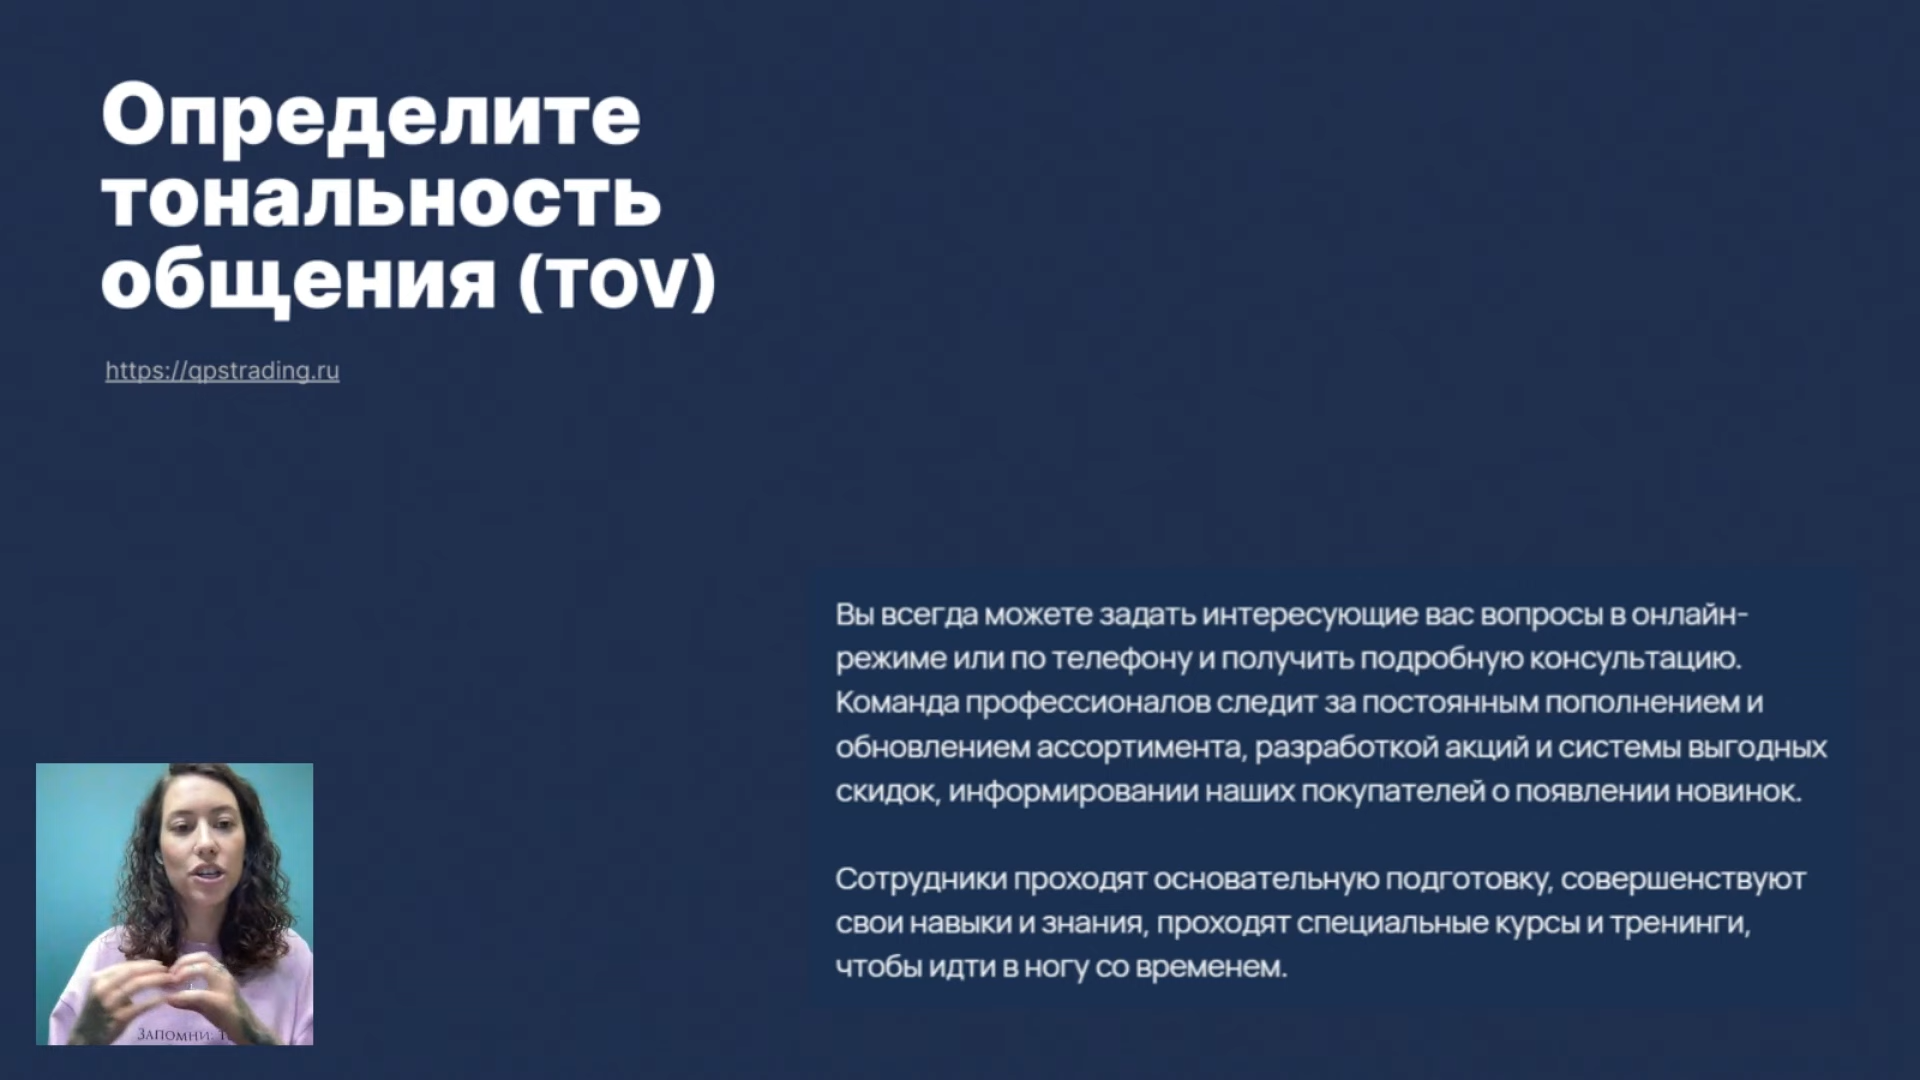 Определите
тональность
общения (TOV)
https://qpstrading.ru
Вы всегда можете задать интересующие вас вопросы в онлайн-
режиме или по телефону и получить подробную консультацию.
Команда профессионалов следит за постоянным пополнением и
обновлением ассортимента, разработкой акций и системы выгодных
скидок, информировании наших покупателей о появлении новинок.
Сотрудники проходят основательную подготовку, совершенствуют
свои навыки и знания, проходят специальные курсы и тренинги,
чтобы идти в ногу со временем.
ЗАПОМНИ: